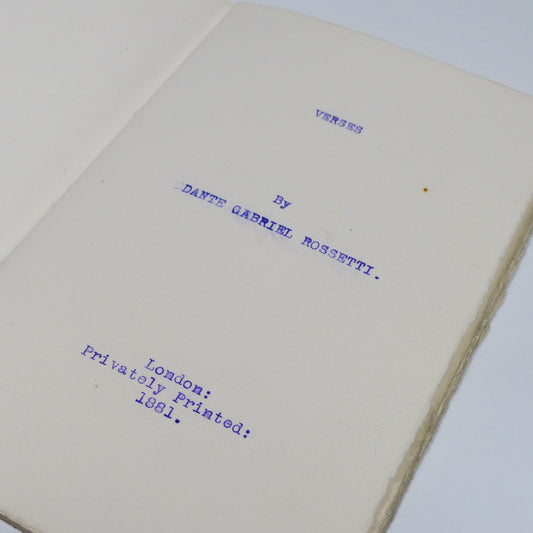 VERSES
By
DANTE GABRIEL ROSSETTI.
London:
Privately Printed:
1881.